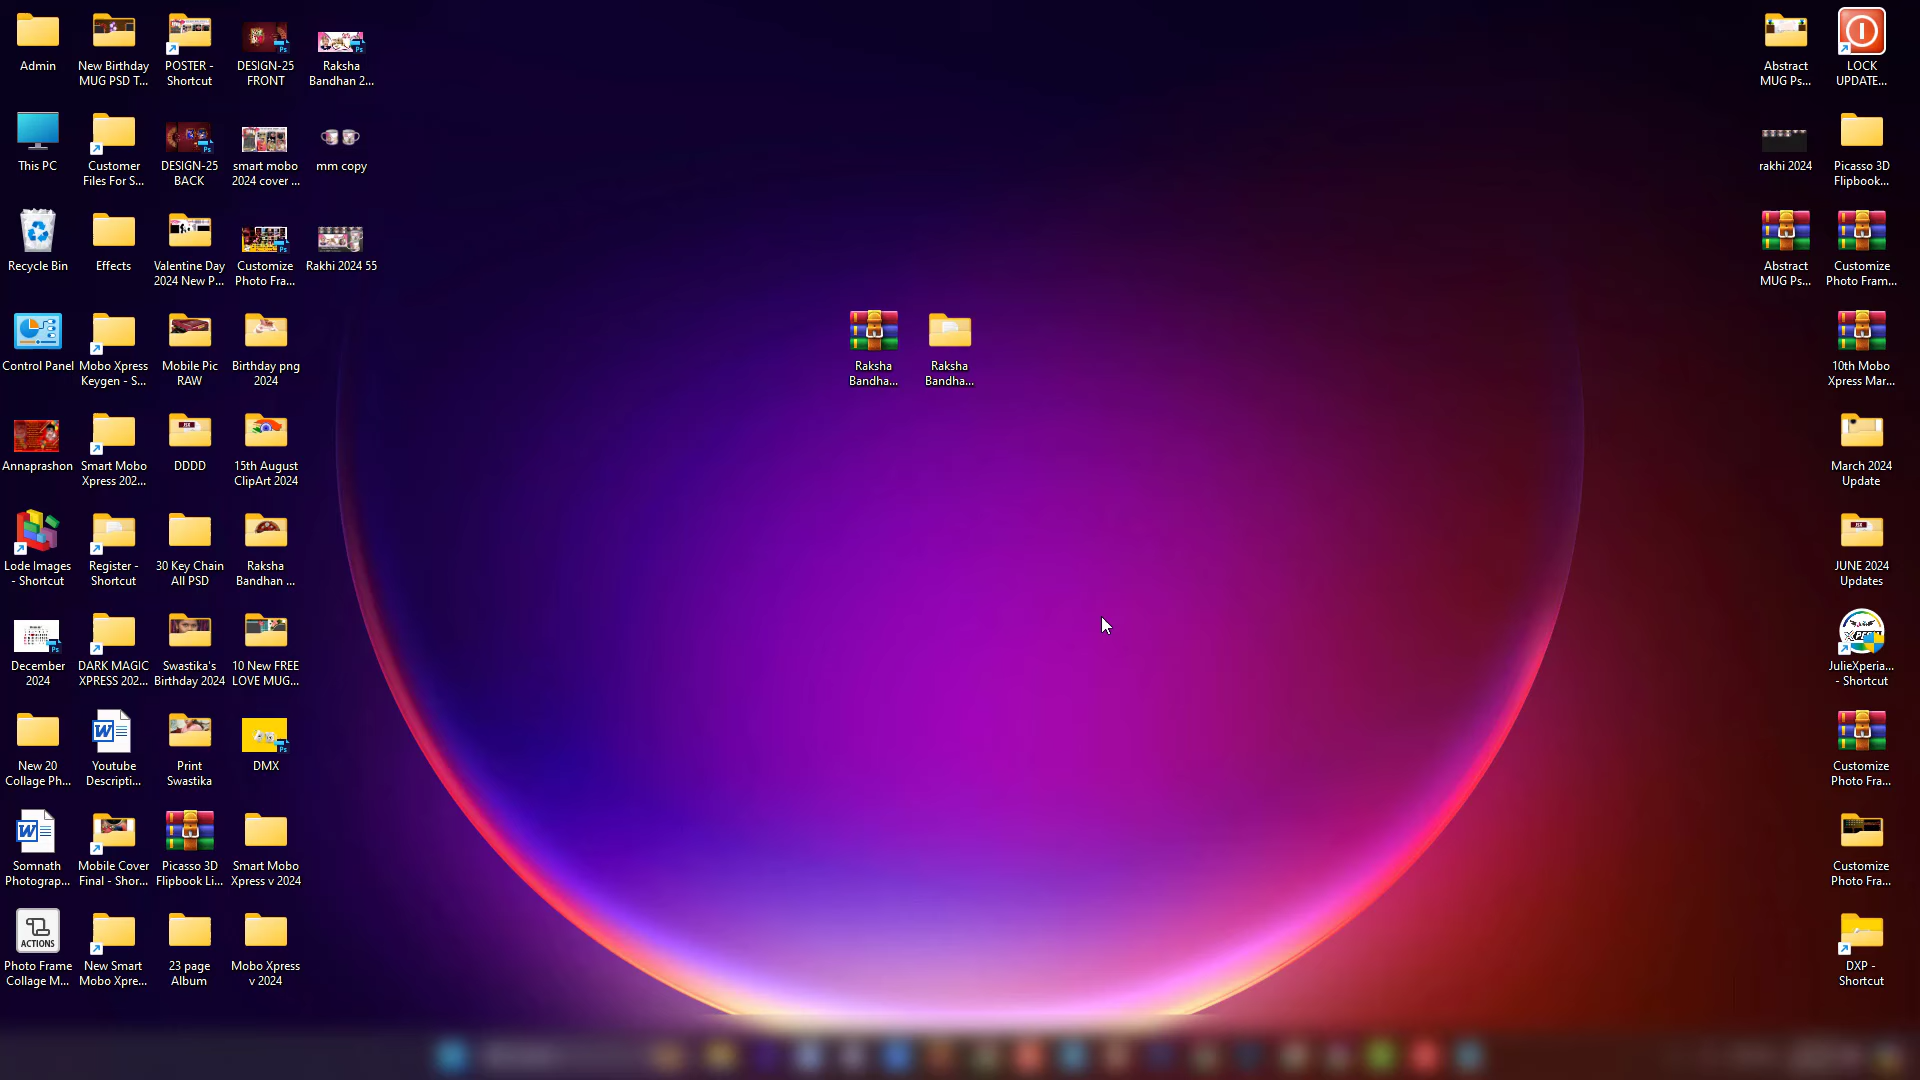 Admin
New Birthday
MUG PSD T...
POSTER -
Shortcut
DESIGN-25
FRONT
Raksha
Bandhan 2...
This PC
Customer
Files For S...
DESIGN-25
BACK
smart mobo
2024 cover ...
mm copy
Recycle Bin
Effects
Valentine Day
2024 New P...
Customize
Photo Fra...
Rakhi 2024 55
Control Panel
Mobo Xpress
Keygen - S...
Mobile Pic
RAW
Birthday png
2024
Annaprashon
Smart Mobo
Xpress 202...
DDDD
15th August
ClipArt 2024
Lode Images
- Shortcut
Register -
Shortcut
30 Key Chain
All PSD
Raksha
Bandhan ...
December
2024
DARK MAGIC
XPRESS 202...
Swastika's
Birthday 2024
10 New FREE
LOVE MUG...
New 20
Collage Ph...
Youtube
Descripti...
Print
Swastika
DMX
Somnath
Photograp...
Mobile Cover
Final - Shor...
Picasso 3D
Flipbook Li...
Smart Mobo
Xpress v 2024
ACTIONS
Photo Frame
Collage M...
New Smart
Mobo Xpre...
23 page
Album
Mobo Xpress
v 2024
Raksha
Bandha...
Raksha
Bandha...
Abstract
MUG Ps...
LOCK
UPDATE...
rakhi 2024
Picasso 3D
Flipbook...
Abstract
MUG Ps...
Customize
Photo Fram...
10th Mobo
Xpress Mar...
March 2024
Update
JUNE 2024
Updates
JulieXperia...
- Shortcut
Customize
Photo Fra...
Customize
Photo Fra...
DXP -
Shortcut